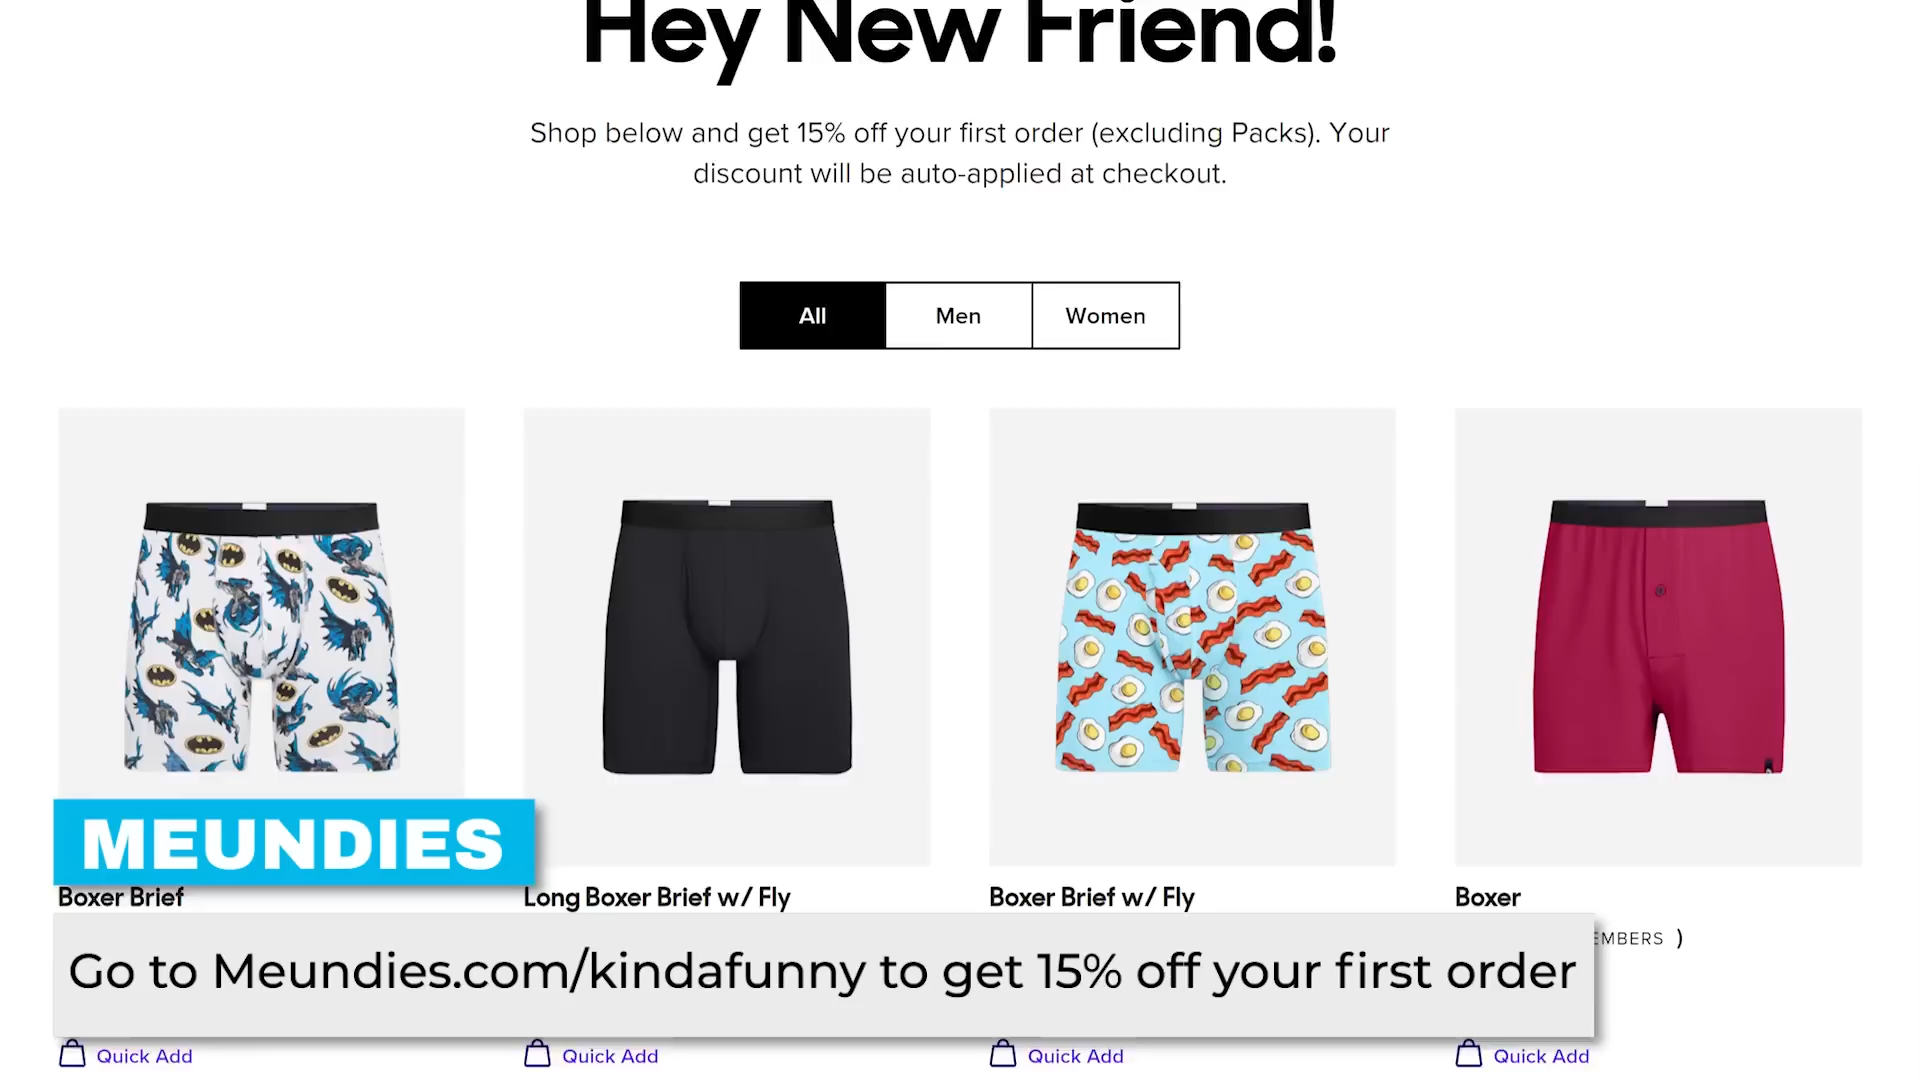 Hey New Friend!
Shop below and get 15% off your first order (excluding Packs). Your
discount will be auto-applied at checkout.
All
Men
Women
MEUNDIES
Boxer Brief
Long Boxer Brief w/ Fly
Boxer Brief w/ Fly
Boxer
)
Go to Meundies.com/kindafunny to get 15% off your first order
Quick Add
Quick Add
Quick Add
Quick Add